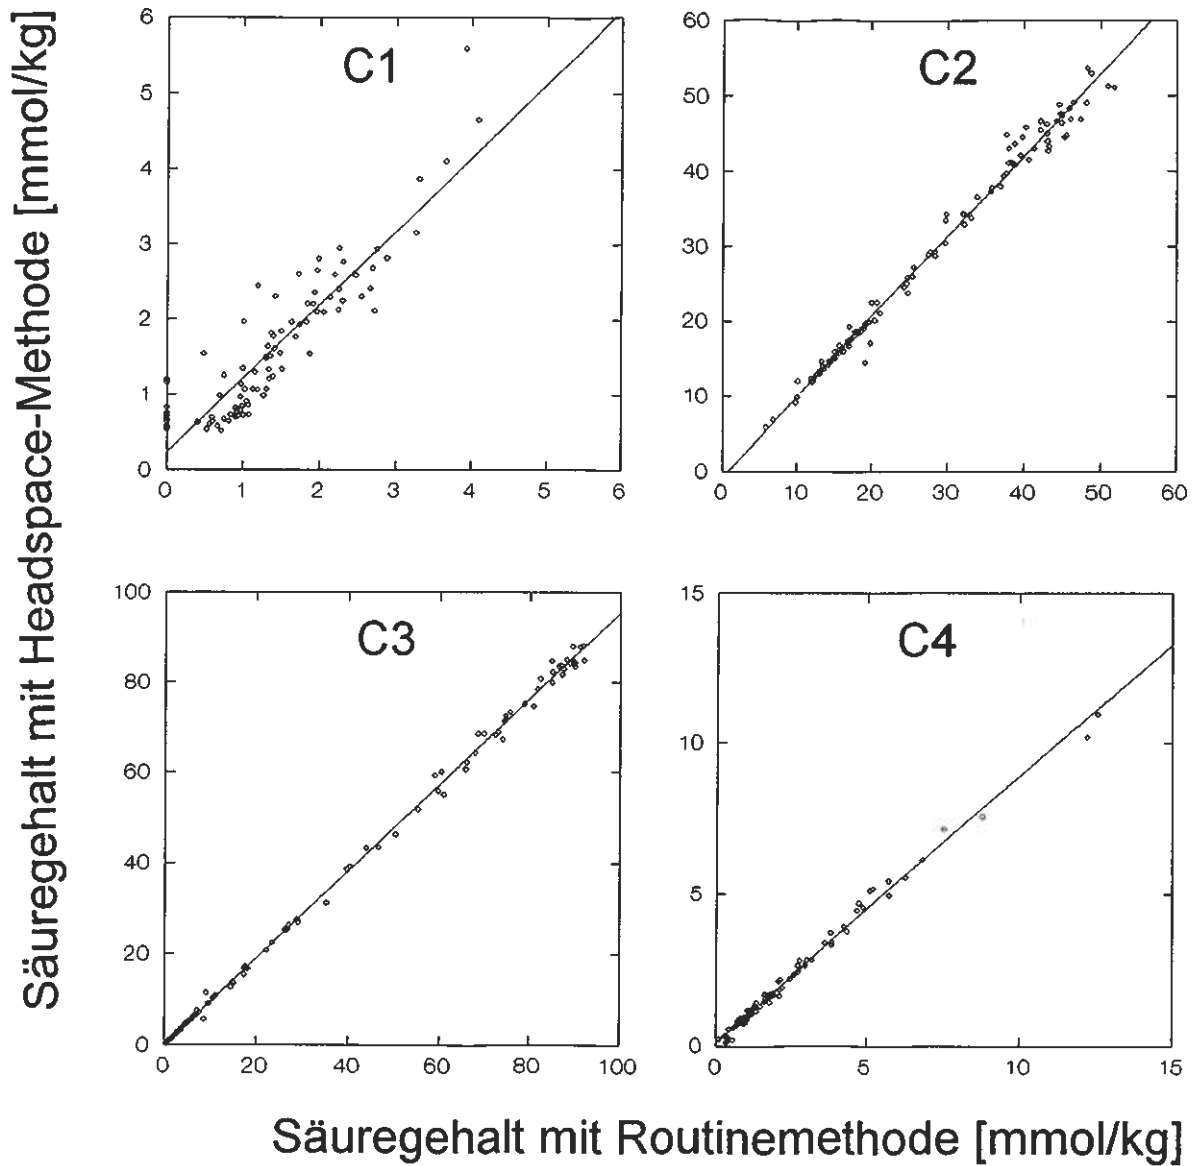 Säuregehalt mit Headspace-Methode [mmol/kg]
C1
6
5
4
3
2
1
0
0 1 2 3 4 5 6
C2
60
50
40
30
20
10
0
0 10 20 30 40 50 60
C3
100
80
60
40
20
0
0 20 40 60 80 100
C4
15
10
5
0
0 5 10 15
Säuregehalt mit Routinemethode [mmol/kg]